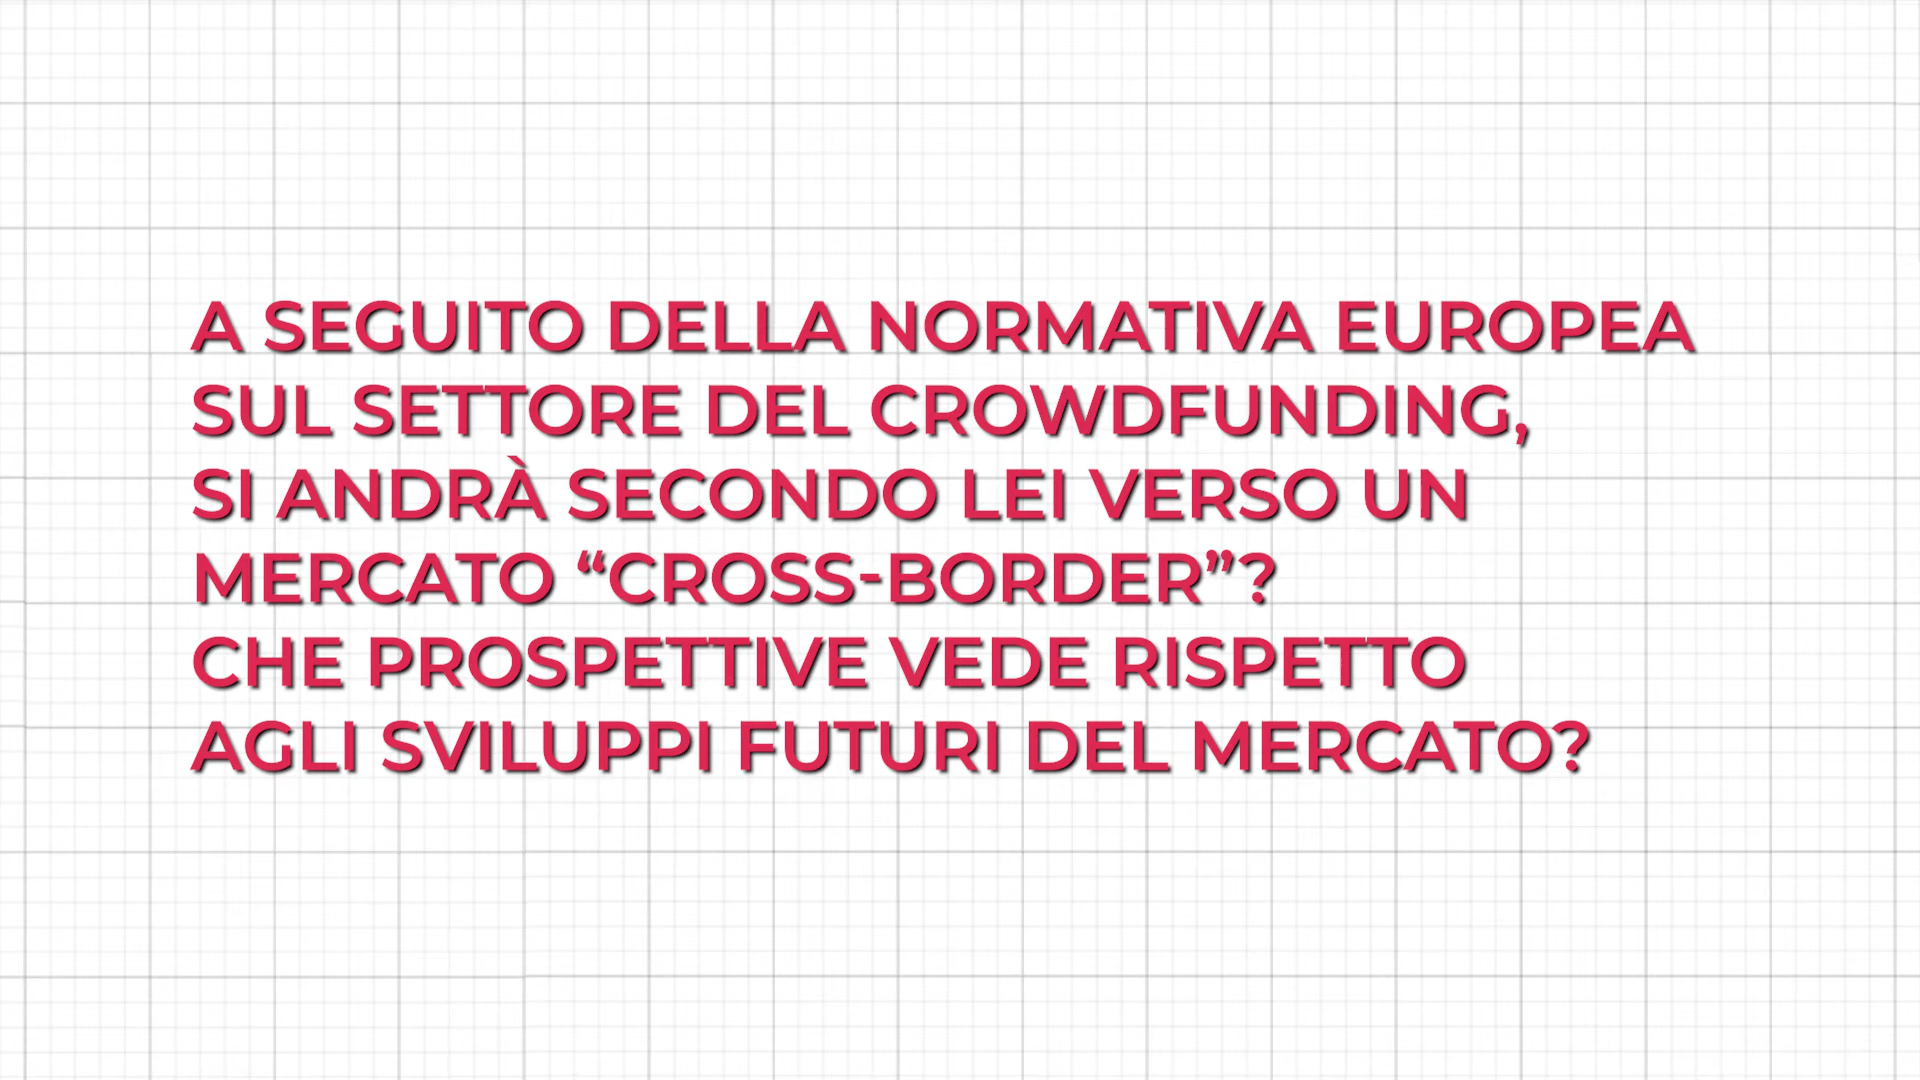 A SEGUITO DELLA NORMATIVA EUROPEA
SUL SETTORE DEL CROWDFUNDING,
SI ANDRÀ SECONDO LEI VERSO UN
MERCATO “CROSS-BORDER”?
CHE PROSPETTIVE VEDE RISPETTO
AGLI SVILUPPI FUTURI DEL MERCATO?